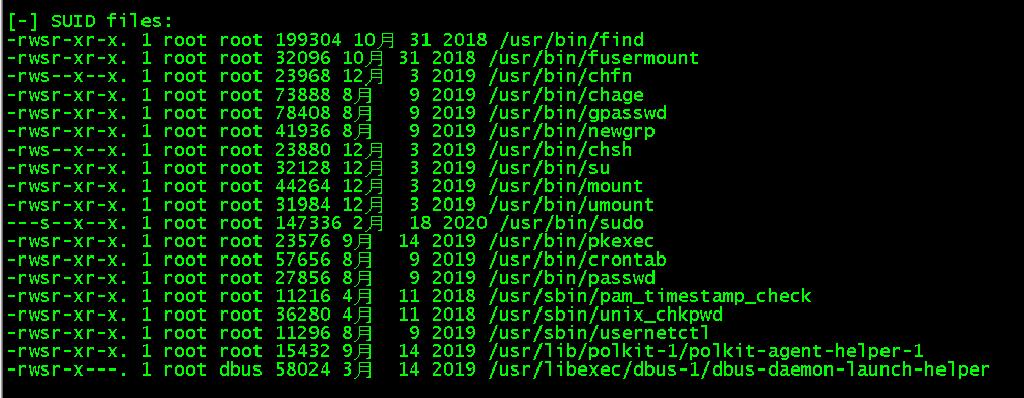 [-] SUID files:
-rwsr-xr-x. 1 root root 199304 10月 31 2018 /usr/bin/find
-rwsr-xr-x. 1 root root 32096 10月 31 2018 /usr/bin/fusermount
-rws--x--x. 1 root root 23968 12月  3 2019 /usr/bin/chfn
-rwsr-xr-x. 1 root root 73888 8月   9 2019 /usr/bin/chage
-rwsr-xr-x. 1 root root 78408 8月   9 2019 /usr/bin/gpasswd
-rwsr-xr-x. 1 root root 41936 8月   9 2019 /usr/bin/newgrp
-rws--x--x. 1 root root 23880 12月  3 2019 /usr/bin/chsh
-rwsr-xr-x. 1 root root 32128 12月  3 2019 /usr/bin/su
-rwsr-xr-x. 1 root root 44264 12月  3 2019 /usr/bin/mount
-rwsr-xr-x. 1 root root 31984 12月  3 2019 /usr/bin/umount
---s--x--x. 1 root root 147336 2月  18 2020 /usr/bin/sudo
-rwsr-xr-x. 1 root root 23576 9月  14 2019 /usr/bin/pkexec
-rwsr-xr-x. 1 root root 57656 8月   9 2019 /usr/bin/crontab
-rwsr-xr-x. 1 root root 27856 8月   9 2019 /usr/bin/passwd
-rwsr-xr-x. 1 root root 11216 4月  11 2018 /usr/sbin/pam_timestamp_check
-rwsr-xr-x. 1 root root 36280 4月  11 2018 /usr/sbin/unix_chkpwd
-rwsr-xr-x. 1 root root 11296 8月   9 2019 /usr/sbin/usernetctl
-rwsr-xr-x. 1 root root 15432 9月  14 2019 /usr/lib/polkit-1/polkit-agent-helper-1
-rwsr-x---. 1 root dbus 58024 3月  14 2019 /usr/libexec/dbus-1/dbus-daemon-launch-helper